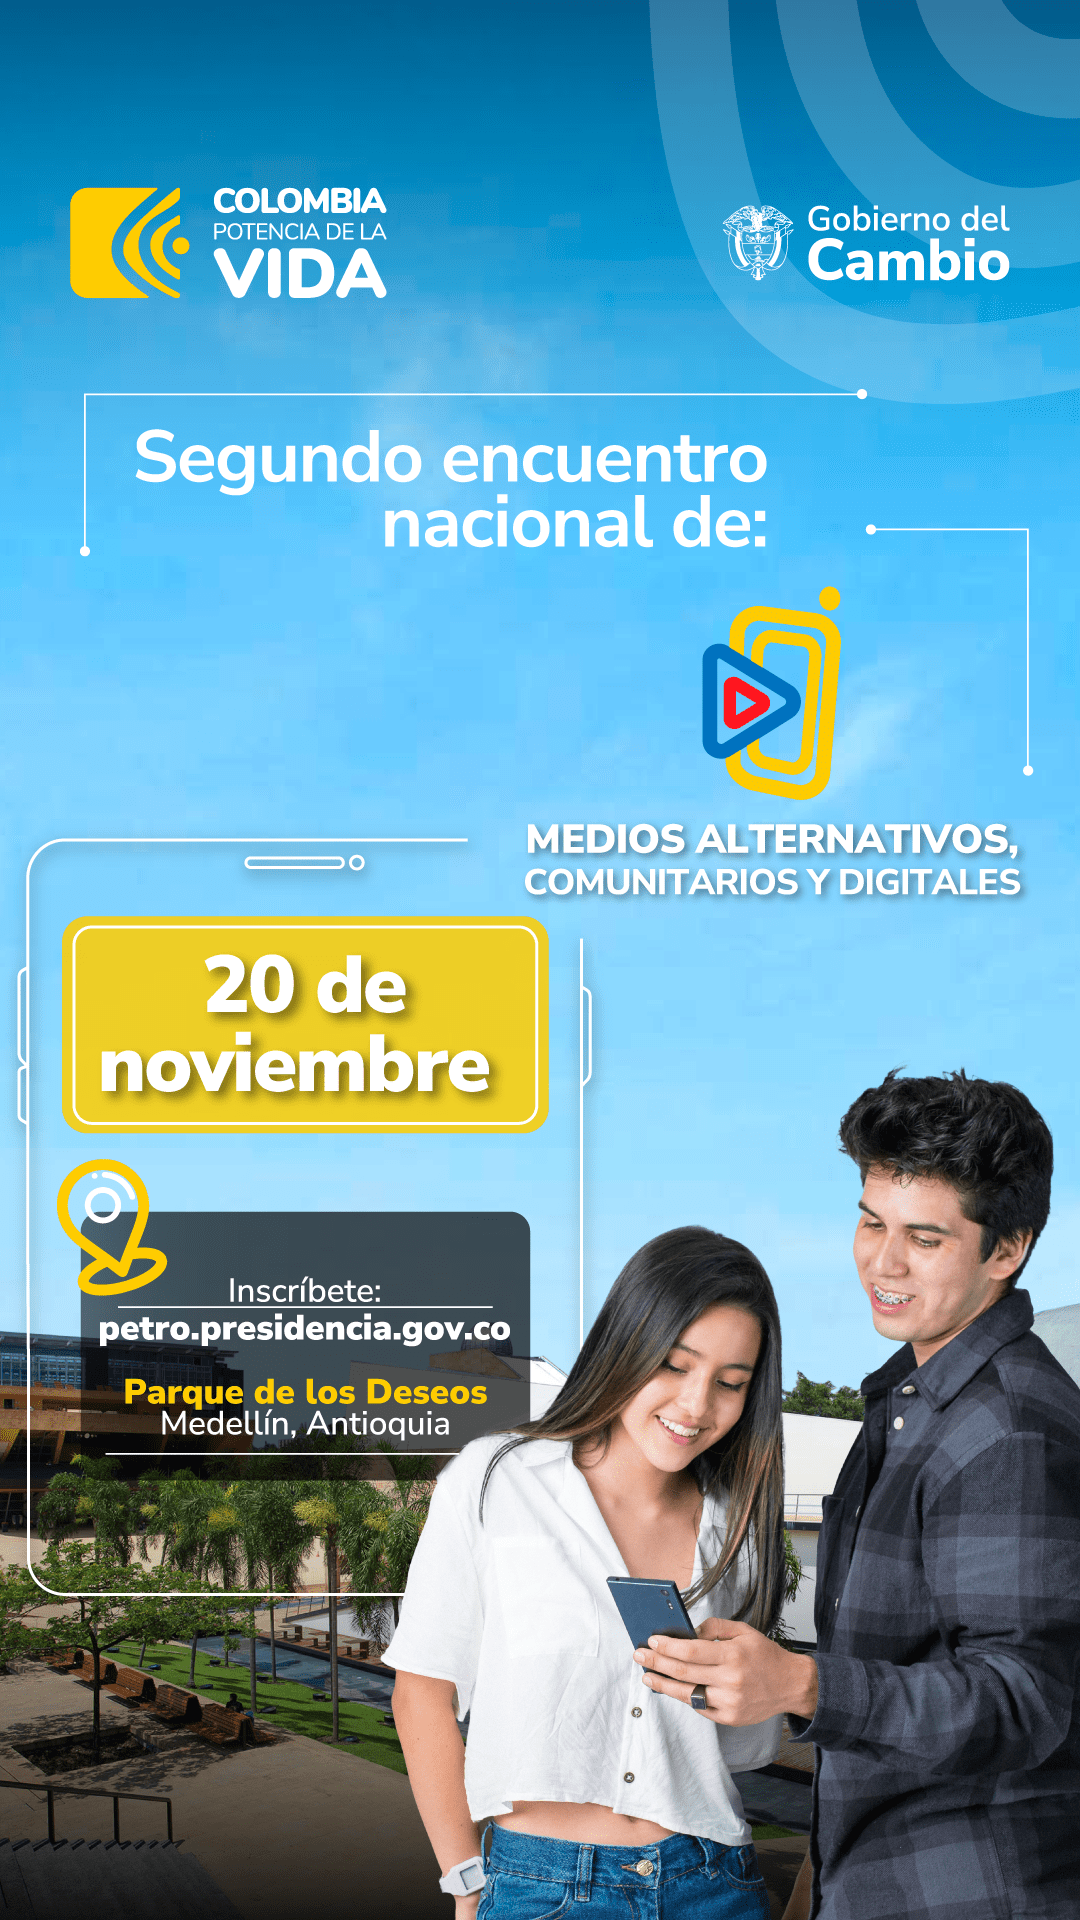 COLOMBIA
POTENCIA DE LA
VIDA
Gobierno del
Cambio
Segundo encuentro
nacional de:
MEDIOS ALTERNATIVOS,
COMUNITARIOS Y DIGITALES
20 de
noviembre
Inscríbete:
petro.presidencia.gov.co
Parque de los Deseos
Medellín, Antioquia